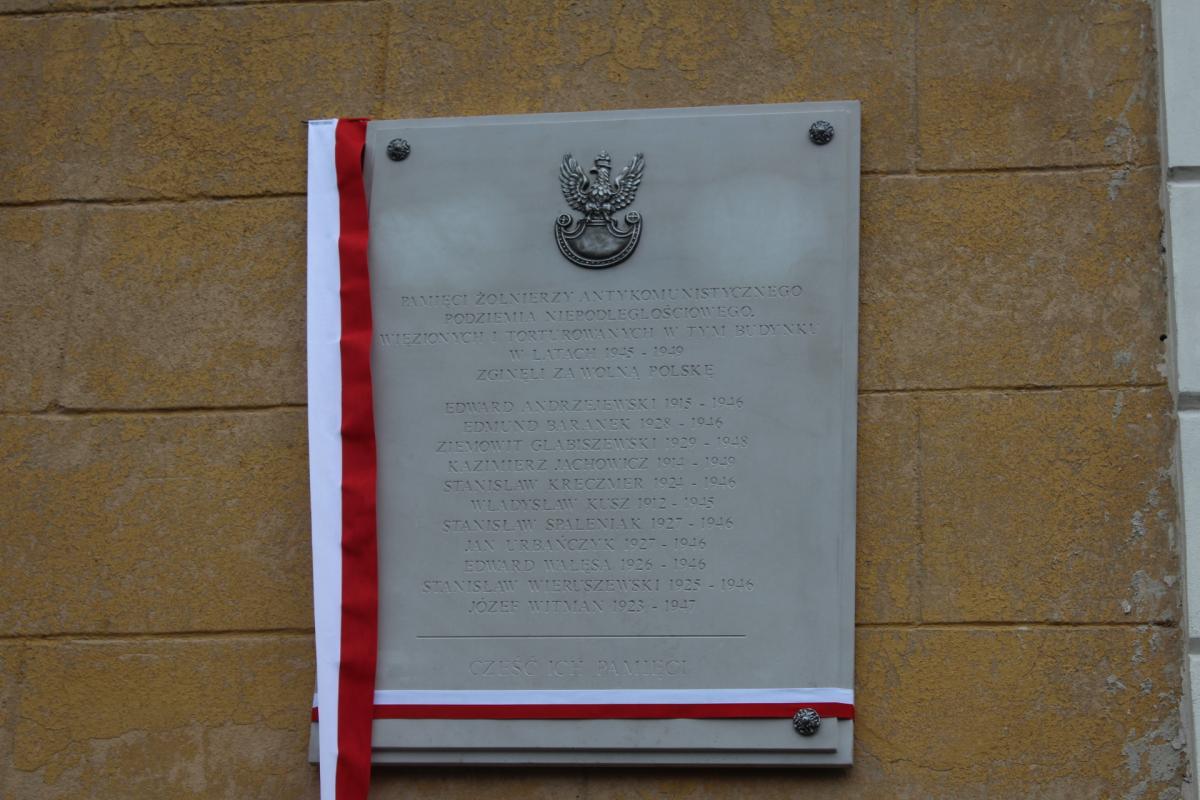 PAMIĘCI ŻOŁNIERZY ANTYKOMUNISTYCZNEGO
PODZIEMIA NIEPODLEGŁOŚCIOWEGO,
WIĘZIONYCH I TORTUROWANYCH W TYM BUDYNKU
W LATACH 1945 - 1949
ZGINĘLI ZA WOLNĄ POLSKĘ
EDWARD ANDRZEJEWSKI 1915 - 1946
EDMUND BARANEK 1928 - 1946
ZIEMOWIT GLABISZEWSKI 1929 - 1948
KAZIMIERZ JACHOWICZ 1914 - 1949
STANISŁAW KRECZMER 1924 - 1946
WŁADYSŁAW KUSZ 1912 - 1945
STANISŁAW SPALENIAK 1927 - 1946
JAN URBAŃCZYK 1927 - 1946
EDWARD WAŁĘSA 1926 - 1946
STANISŁAW WIERUSZEWSKI 1925 - 1946
JÓZEF WITMAN 1923 - 1947
CZEŚĆ ICH PAMIĘCI